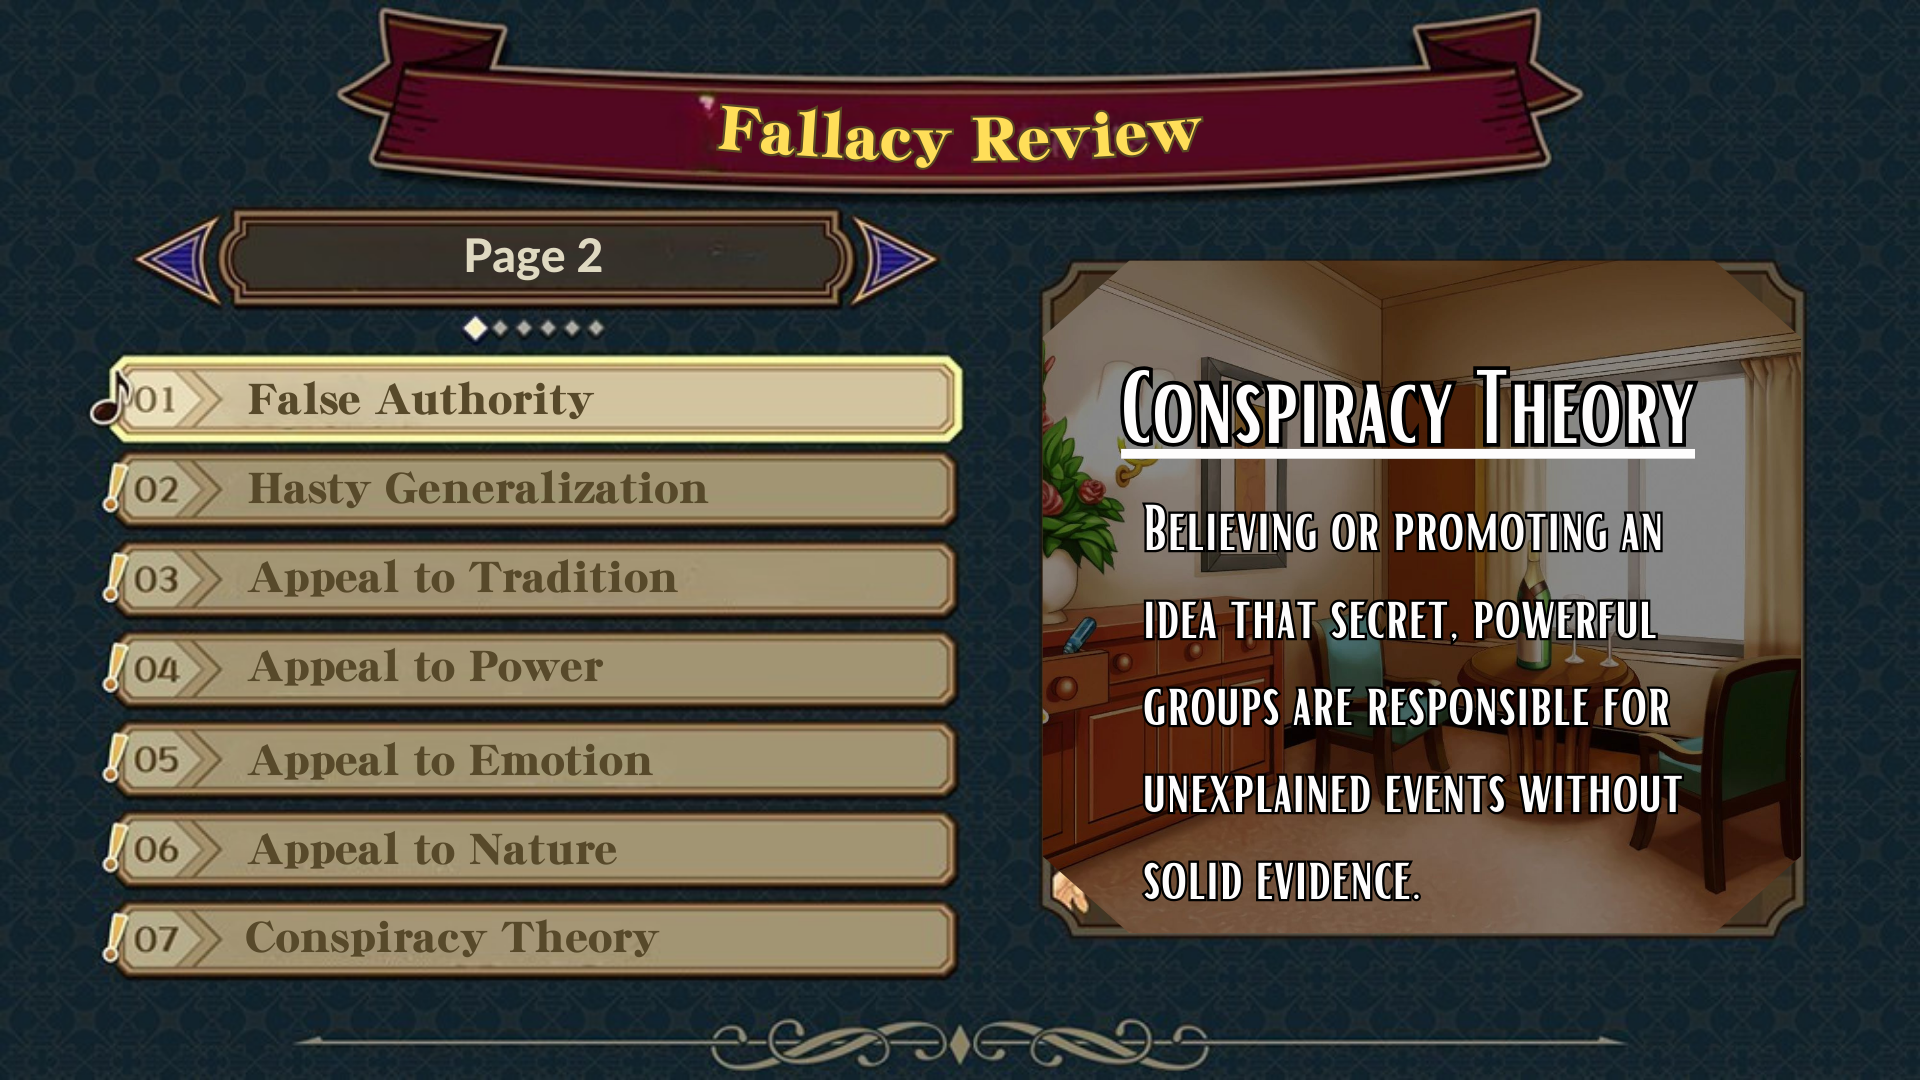 Fallacy Review
Page 2
01 False Authority
02 Hasty Generalization
03 Appeal to Tradition
04 Appeal to Power
05 Appeal to Emotion
06 Appeal to Nature
07 Conspiracy Theory
Conspiracy Theory
Believing or promoting an
idea that secret, powerful
groups are responsible for
unexplained events without
solid evidence.